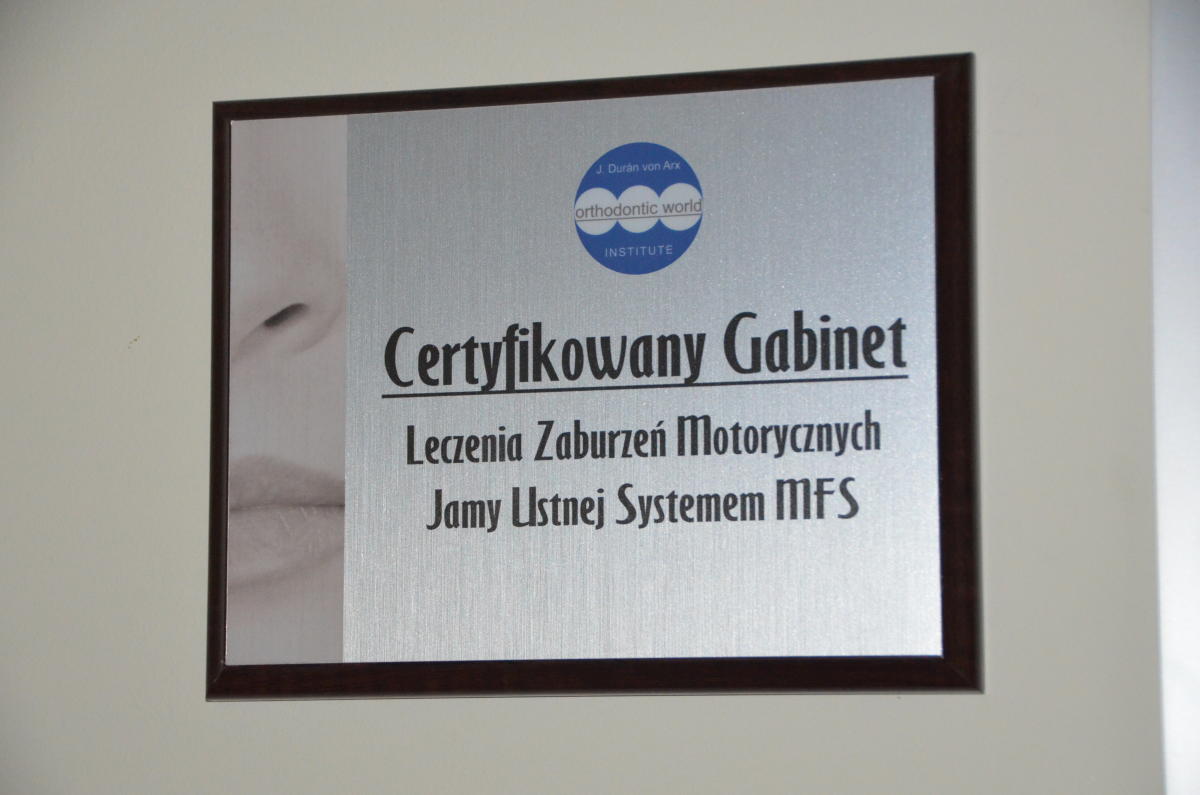 J. Durán von Arx
orthodontic world
INSTITUTE
Certyfikowany Gabinet
Leczenia Zaburzeń Motorycznych
Jamy Ustnej Systemem MFS